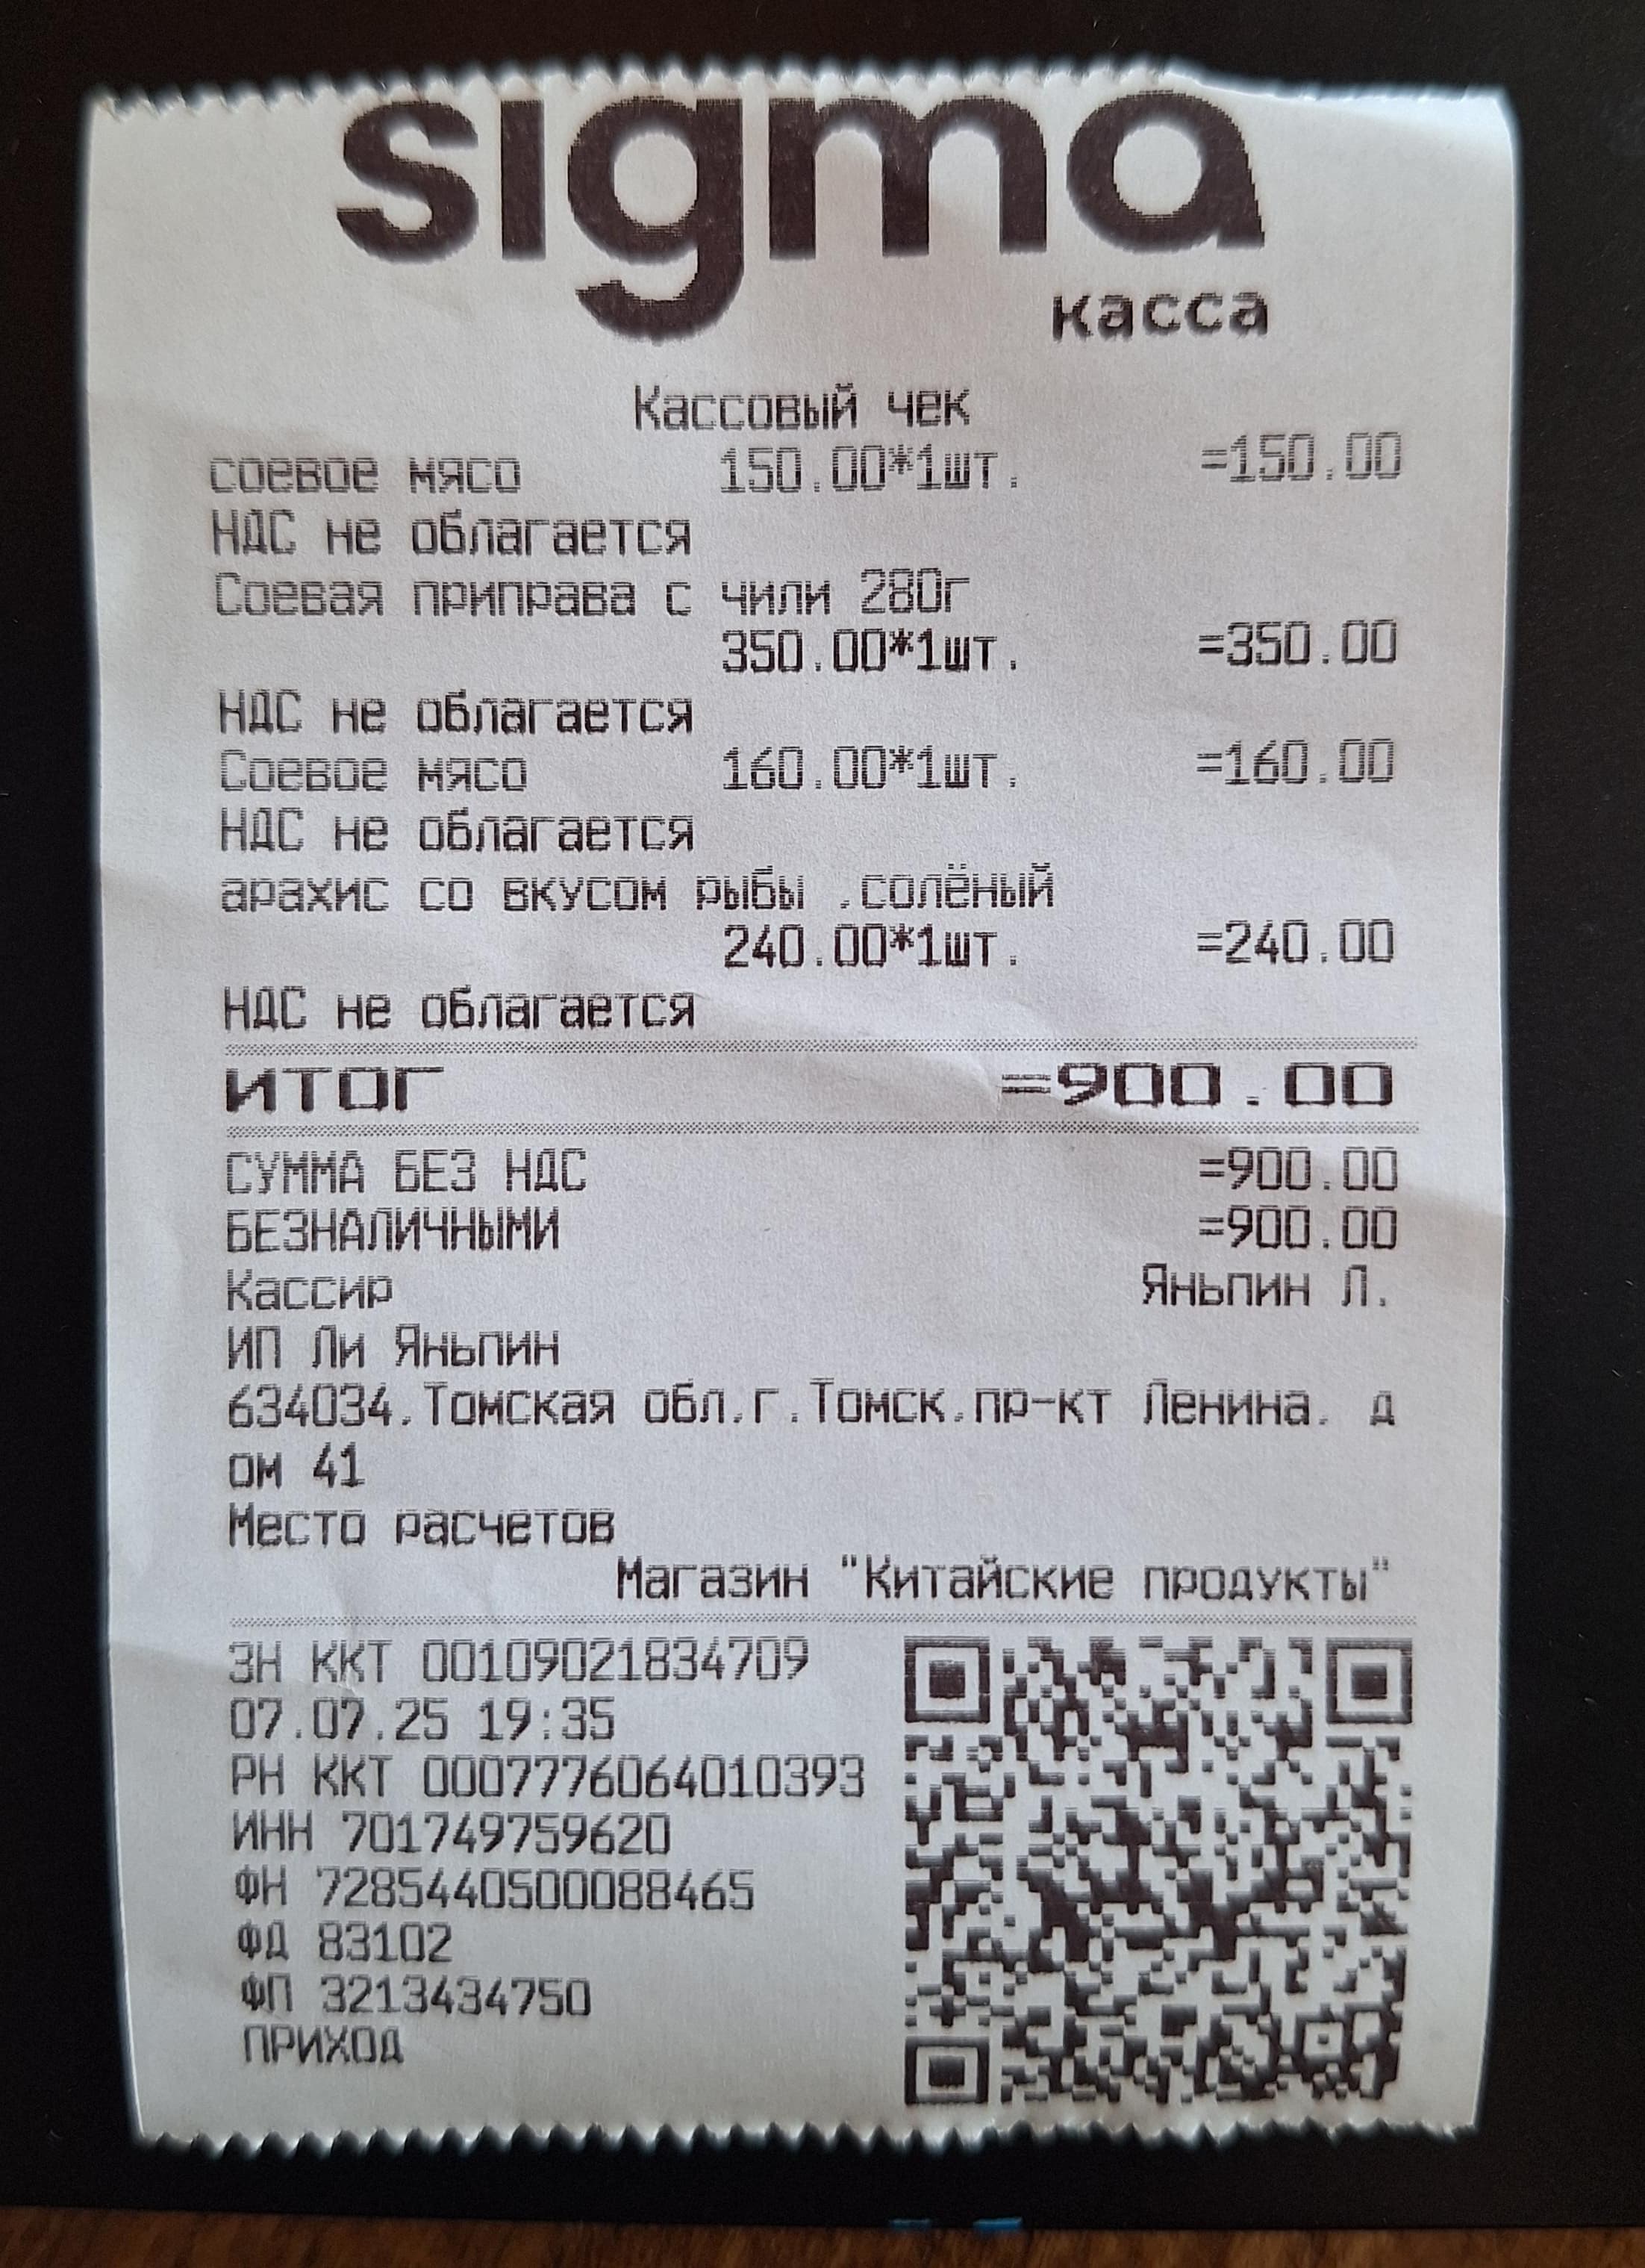 sigma
касса
Кассовый чек
соевое мясо 150.00*1шт. =150.00
НДС не облагается
Соевая приправа с чили 280г
350.00*1шт. =350.00
НДС не облагается
Соевое мясо 160.00*1шт. =160.00
НДС не облагается
арахис со вкусом рыбы ,солёный
240.00*1шт. =240.00
НДС не облагается
ИТОГ =900.00
СУММА БЕЗ НДС =900.00
БЕЗНАЛИЧНЫМИ =900.00
Кассир Яньпин Л.
ИП Ли Яньпин
634034,Томская обл,г.Томск,пр-кт Ленина, д
ом 41
Место расчетов
Магазин "Китайские продукты"
ЗН ККТ 00109021834709
07.07.25 19:35
РН ККТ 0007776064010393
ИНН 701749759620
ФН 7285440500088465
ФД 83102
ФП 3213434750
ПРИХОД